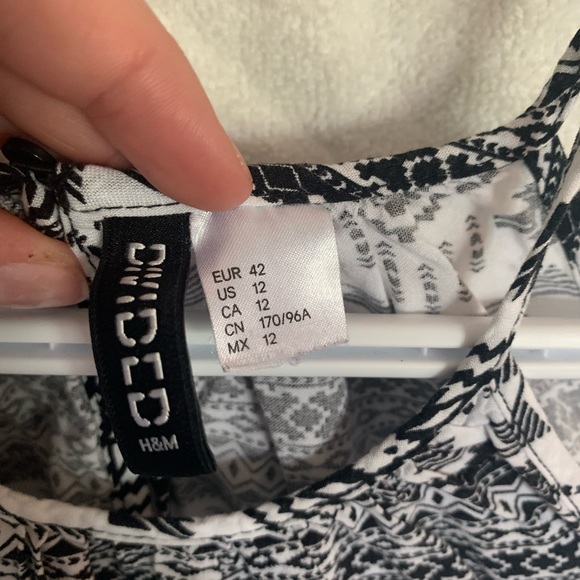 DIVIDED
H&M
EUR 42
US 12
CA 12
CN 170/96A
MX 12